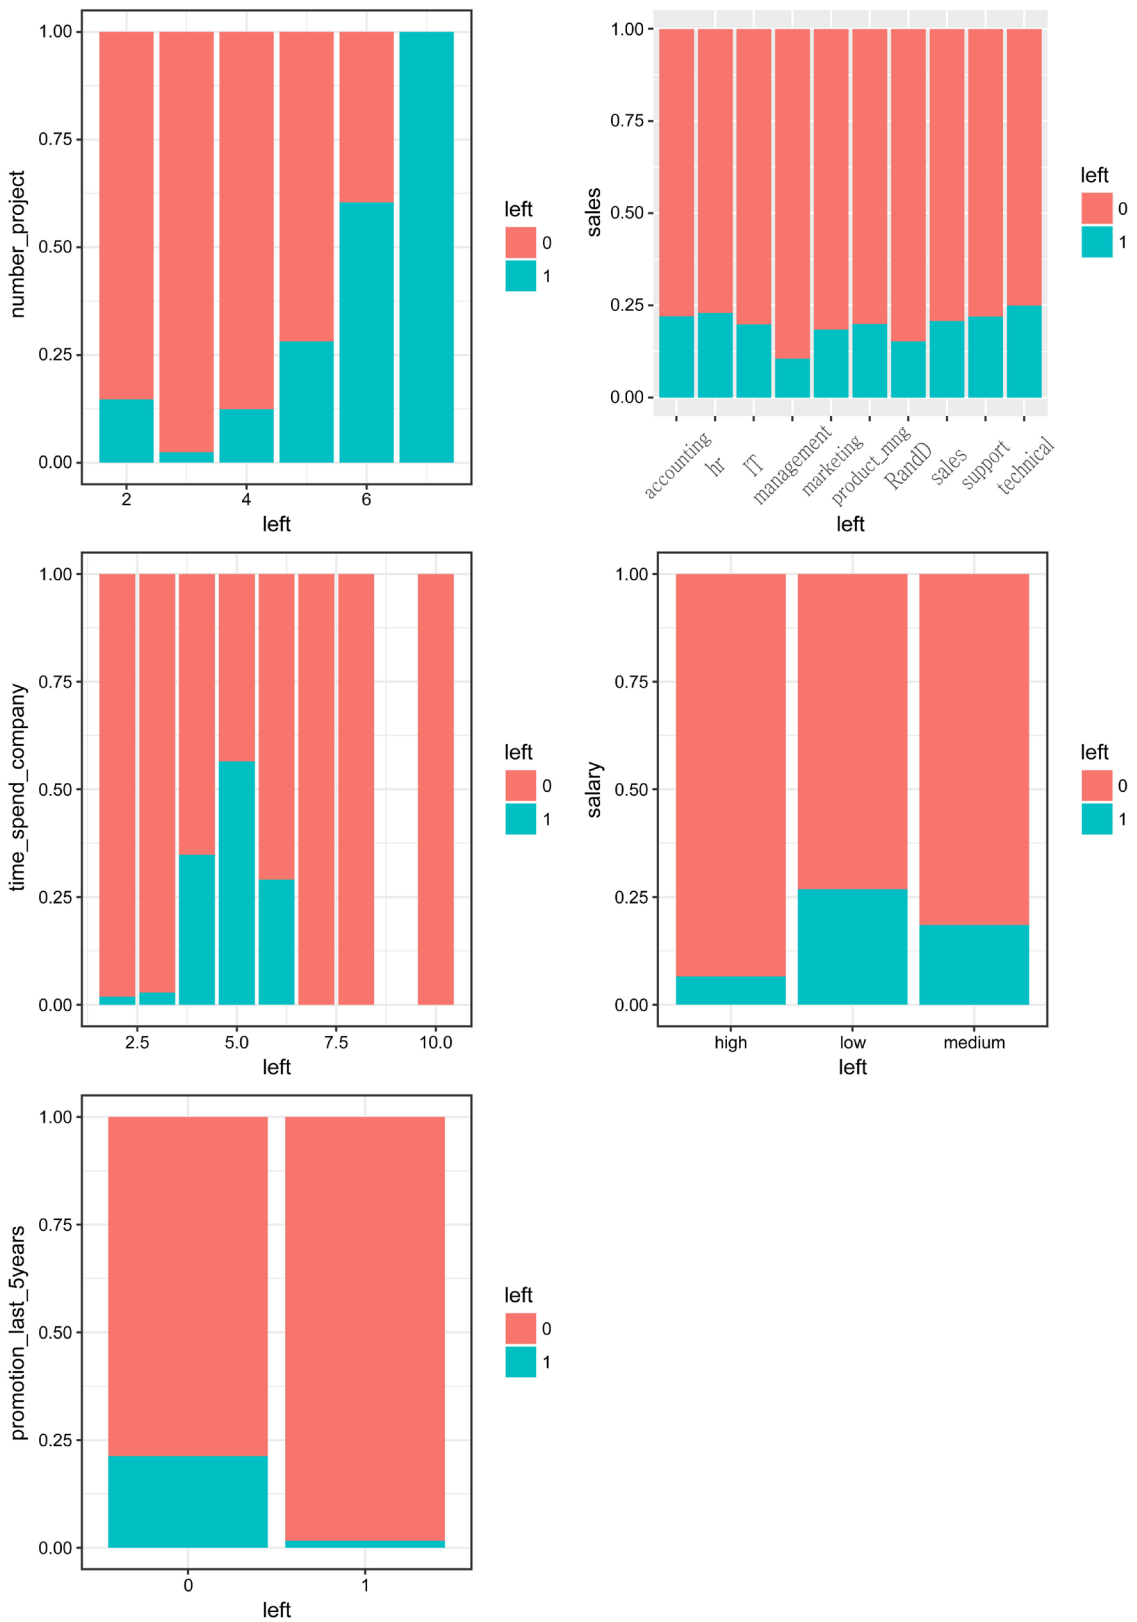 number_project
1.00
0.75
0.50
0.25
0.00
2 4 6
left
left
0
1
sales
1.00
0.75
0.50
0.25
0.00
accounting hr IT management marketing product_mng RandD sales support technical
left
left
0
1
time_spend_company
1.00
0.75
0.50
0.25
0.00
2.5 5.0 7.5 10.0
left
left
0
1
salary
1.00
0.75
0.50
0.25
0.00
high low medium
left
left
0
1
promotion_last_5years
1.00
0.75
0.50
0.25
0.00
0 1
left
left
0
1